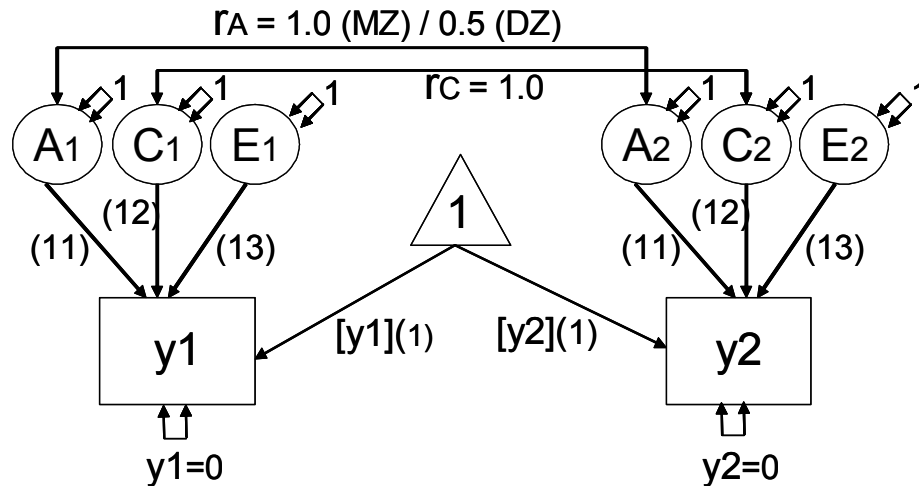 rA = 1.0 (MZ) / 0.5 (DZ)
rC = 1.0
1 1 1 1 1 1
A1 C1 E1 A2 C2 E2
1
(11) (12) (13) (11) (12) (13)
[y1](1) [y2](1)
y1 y2
y1=0 y2=0